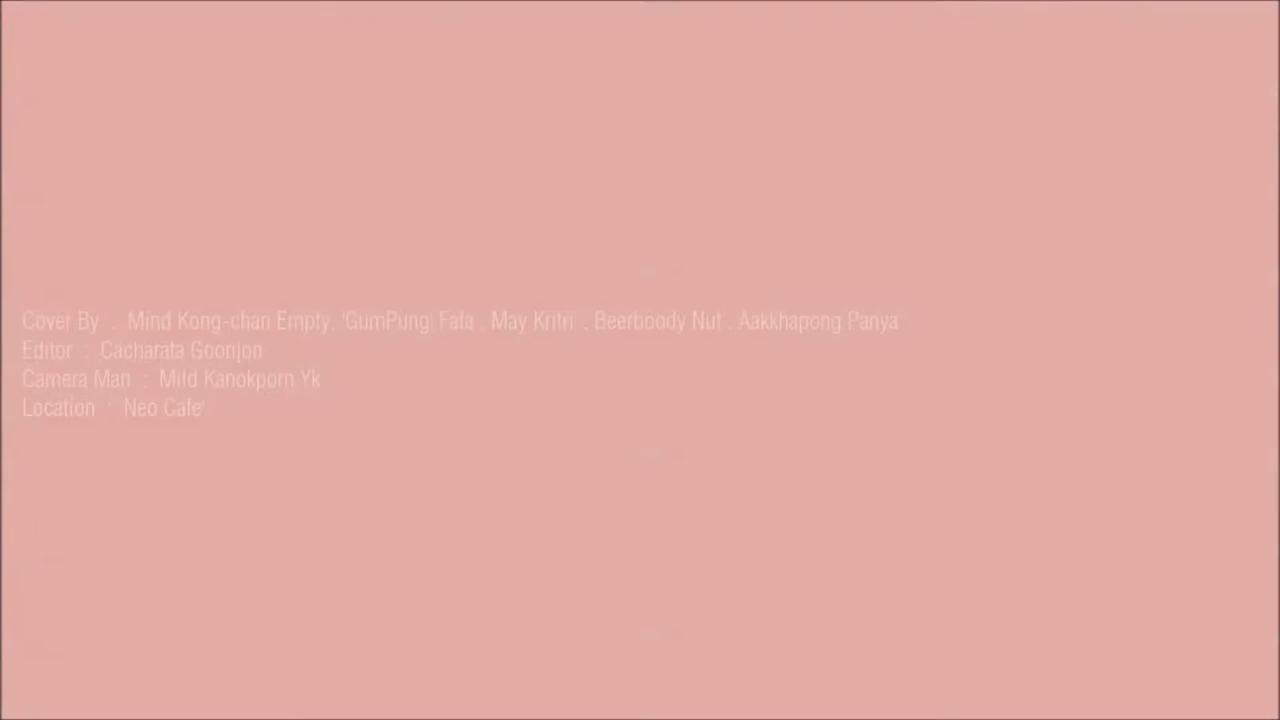 Cover By : Mind Kong-chan Empty, 'GumPung' Fafa , May Kritri , Beerboody Nut , Aakkhapong Panya
Editor : Cacharata Goonjon
Camera Man : Mild Kanokporn Yk
Location : Neo Cafe'